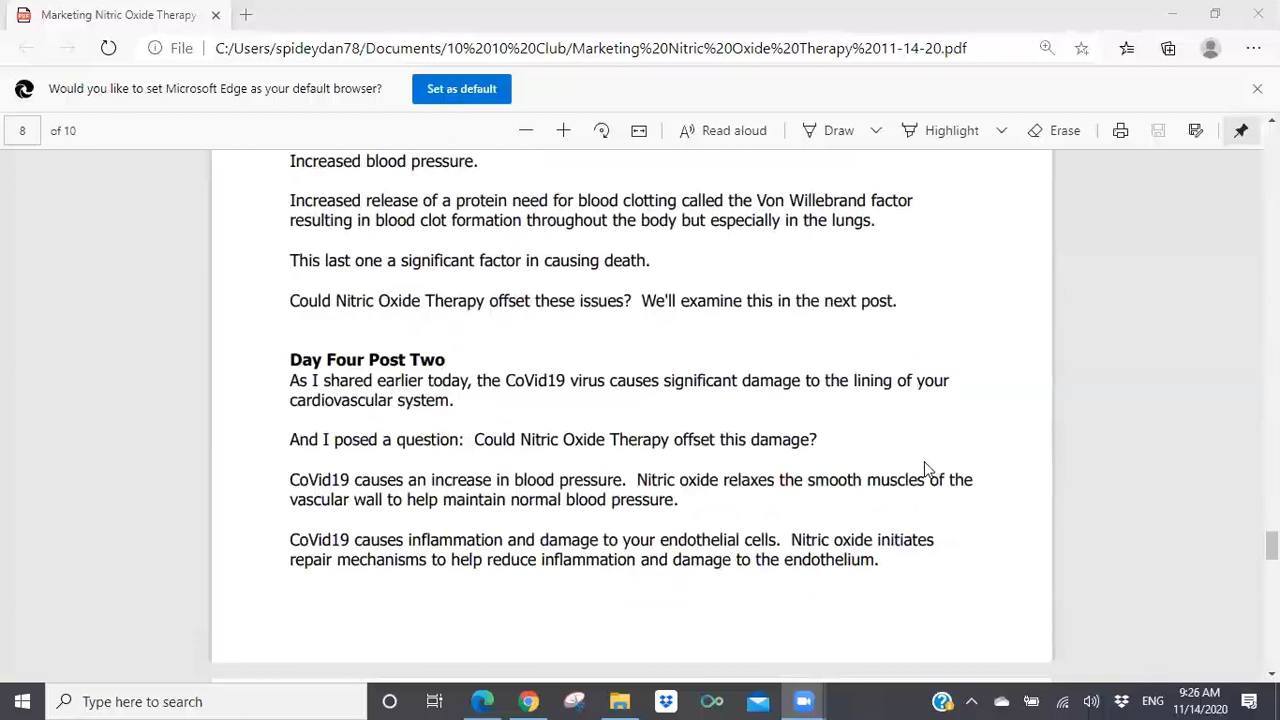 Marketing Nitric Oxide Therapy
File
C:/Users/spideydan78/Documents/10%2010%20Club/Marketing%20Nitric%20Oxide%20Therapy%2011-14-20.pdf
Would you like to set Microsoft Edge as your default browser?
Set as default
8 of 10
Read aloud
Draw
Highlight
Erase
Increased blood pressure.
Increased release of a protein need for blood clotting called the Von Willebrand factor
resulting in blood clot formation throughout the body but especially in the lungs.
This last one a significant factor in causing death.
Could Nitric Oxide Therapy offset these issues?  We'll examine this in the next post.
Day Four Post Two
As I shared earlier today, the CoVid19 virus causes significant damage to the lining of your
cardiovascular system.
And I posed a question:  Could Nitric Oxide Therapy offset this damage?
CoVid19 causes an increase in blood pressure.  Nitric oxide relaxes the smooth muscles of the
vascular wall to help maintain normal blood pressure.
CoVid19 causes inflammation and damage to your endothelial cells.  Nitric oxide initiates
repair mechanisms to help reduce inflammation and damage to the endothelium.
Type here to search
ENG
9:26 AM
11/14/2020